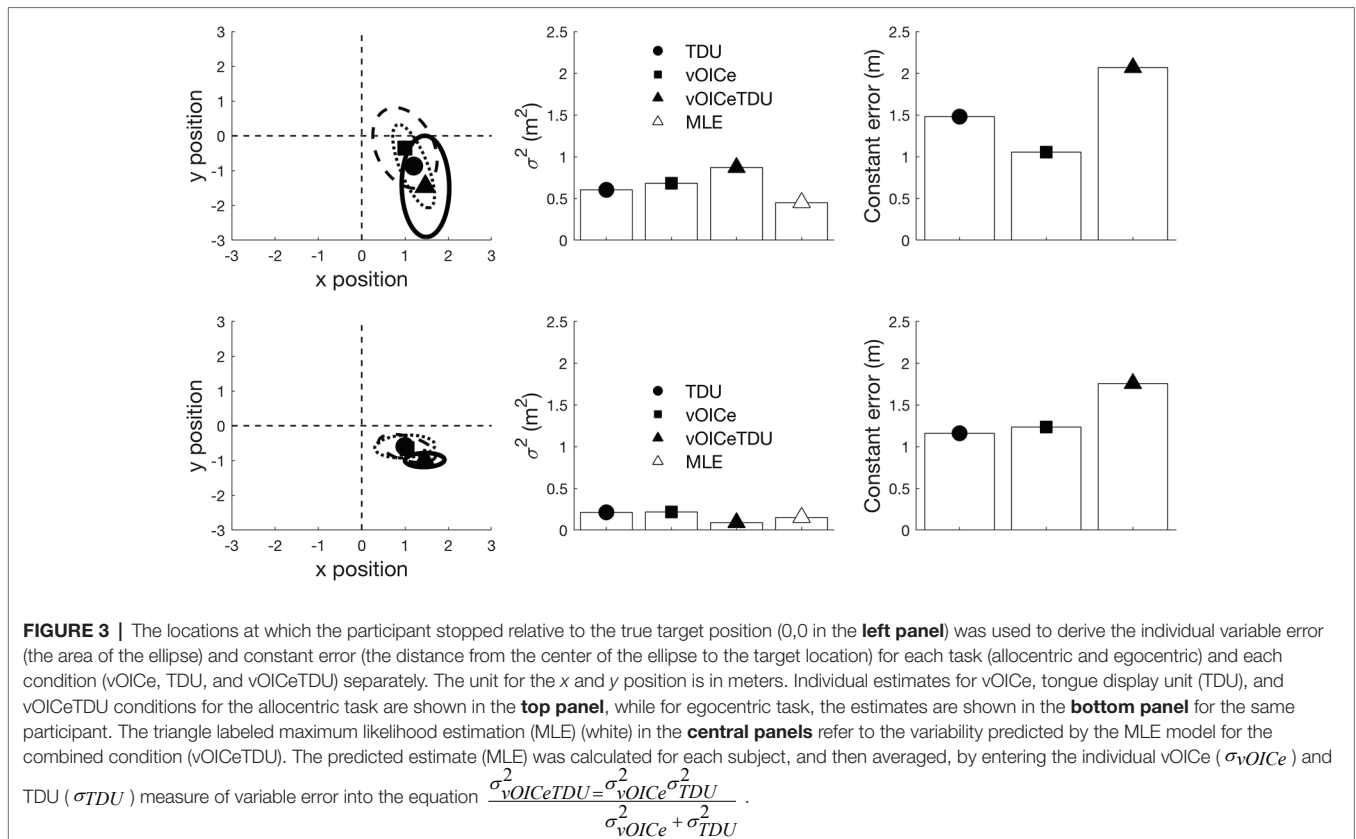 3
2
1
0
-1
-2
-3
y position
-3 -2 -1 0 1 2 3
x position
2.5
2
1.5
1
0.5
0
σ² (m²)
TDU
vOICe
vOICeTDU
MLE
2.5
2
1.5
1
0.5
0
Constant error (m)
3
2
1
0
-1
-2
-3
y position
-3 -2 -1 0 1 2 3
x position
2.5
2
1.5
1
0.5
0
σ² (m²)
TDU
vOICe
vOICeTDU
MLE
2.5
2
1.5
1
0.5
0
Constant error (m)
FIGURE 3 | The locations at which the participant stopped relative to the true target position (0,0 in the left panel) was used to derive the individual variable error
(the area of the ellipse) and constant error (the distance from the center of the ellipse to the target location) for each task (allocentric and egocentric) and each
condition (vOICe, TDU, and vOICeTDU) separately. The unit for the x and y position is in meters. Individual estimates for vOICe, tongue display unit (TDU), and
vOICeTDU conditions for the allocentric task are shown in the top panel, while for egocentric task, the estimates are shown in the bottom panel for the same
participant. The triangle labeled maximum likelihood estimation (MLE) (white) in the central panels refer to the variability predicted by the MLE model for the
combined condition (vOICeTDU). The predicted estimate (MLE) was calculated for each subject, and then averaged, by entering the individual vOICe ( σvOICe ) and
TDU ( σTDU ) measure of variable error into the equation σ²vOICeTDU=σ²vOICeσ²TDU
σ²vOICe + σ²TDU .